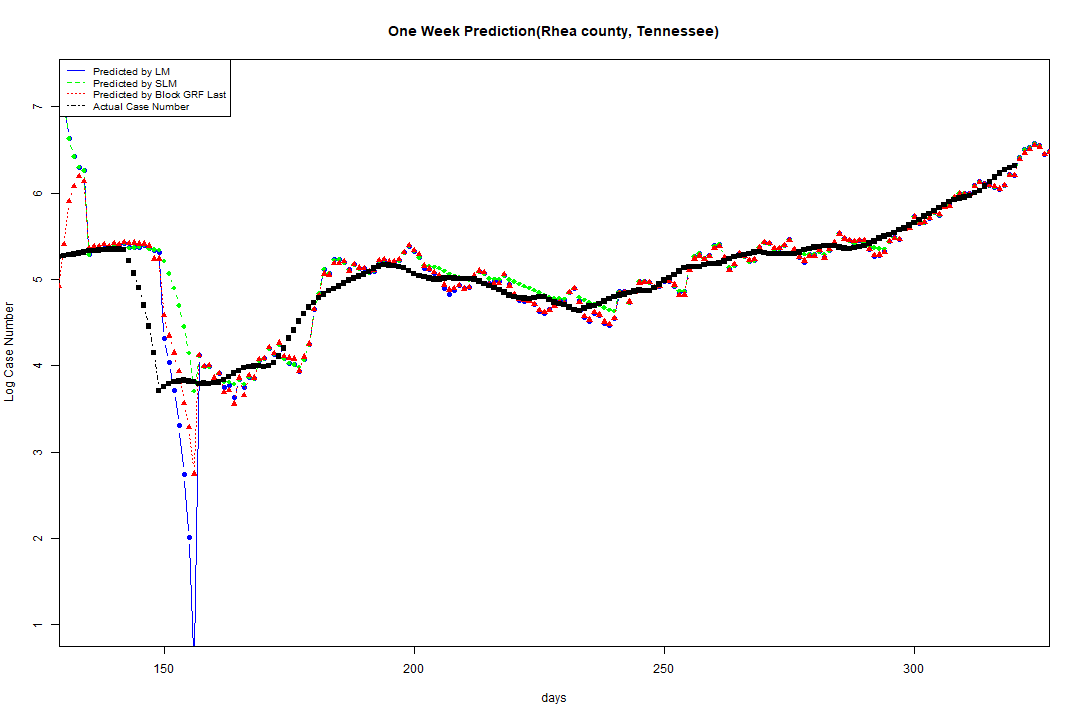 One Week Prediction(Rhea county, Tennessee)
Predicted by LM
Predicted by SLM
Predicted by Block GRF Last
Actual Case Number
7
6
5
4
3
2
1
Log Case Number
150 200 250 300
days